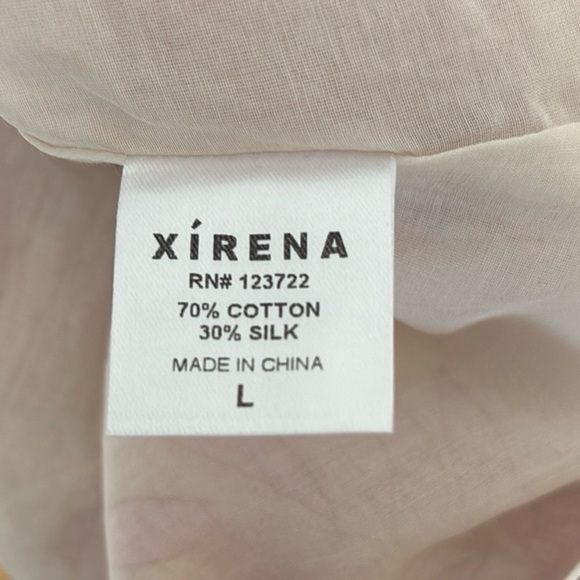 XÍRENA
RN# 123722
70% COTTON
30% SILK
MADE IN CHINA
L